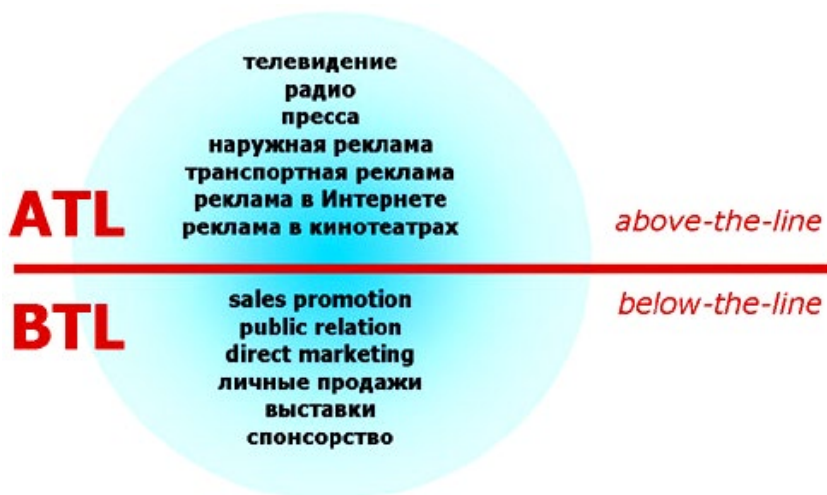 телевидение
радио
пресса
наружная реклама
транспортная реклама
реклама в Интернете
реклама в кинотеатрах
ATL
above-the-line
BTL
below-the-line
sales promotion
public relation
direct marketing
личные продажи
выставки
спонсорство